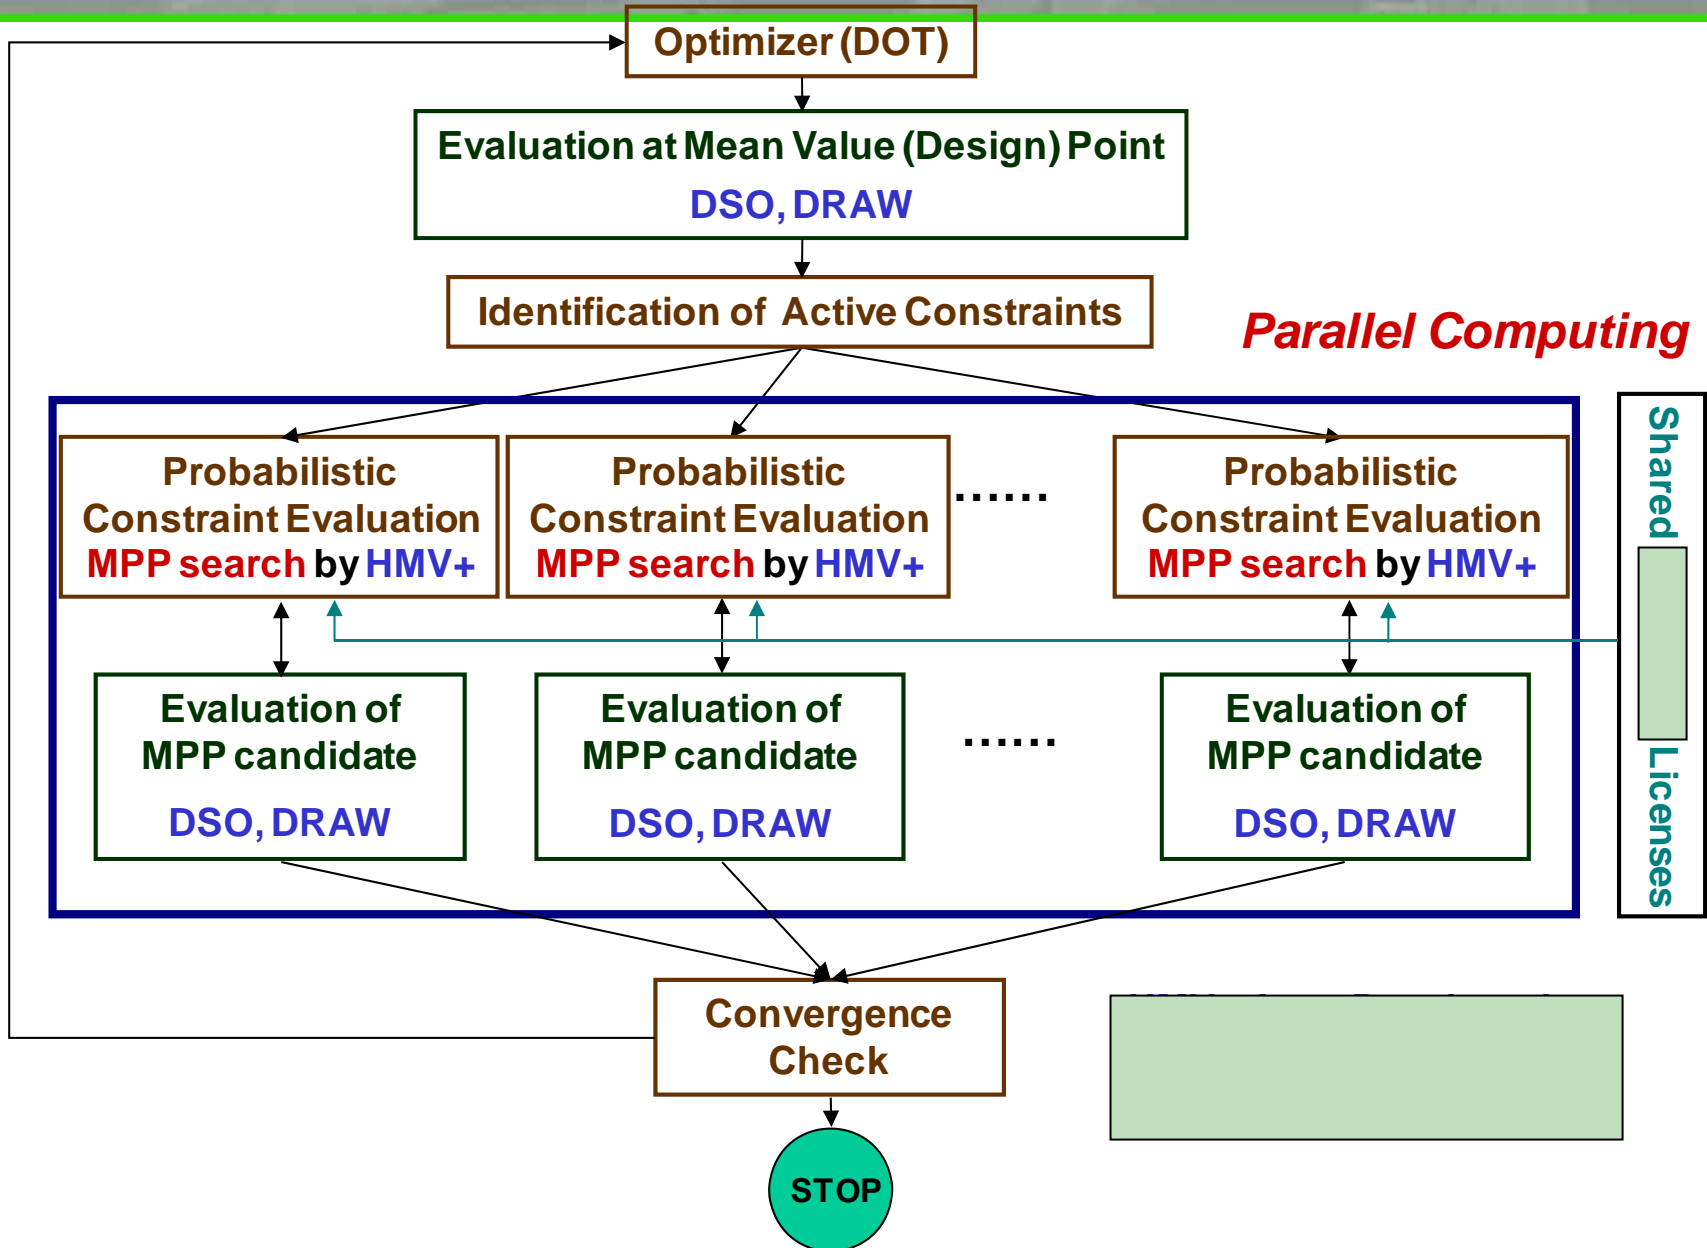 Optimizer (DOT)
Evaluation at Mean Value (Design) Point
DSO, DRAW
Identification of Active Constraints
Parallel Computing
Probabilistic
Constraint Evaluation
MPP search by HMV+
Probabilistic
Constraint Evaluation
MPP search by HMV+
......
Probabilistic
Constraint Evaluation
MPP search by HMV+
Shared
Licenses
Evaluation of
MPP candidate
DSO, DRAW
Evaluation of
MPP candidate
DSO, DRAW
......
Evaluation of
MPP candidate
DSO, DRAW
Convergence
Check
STOP